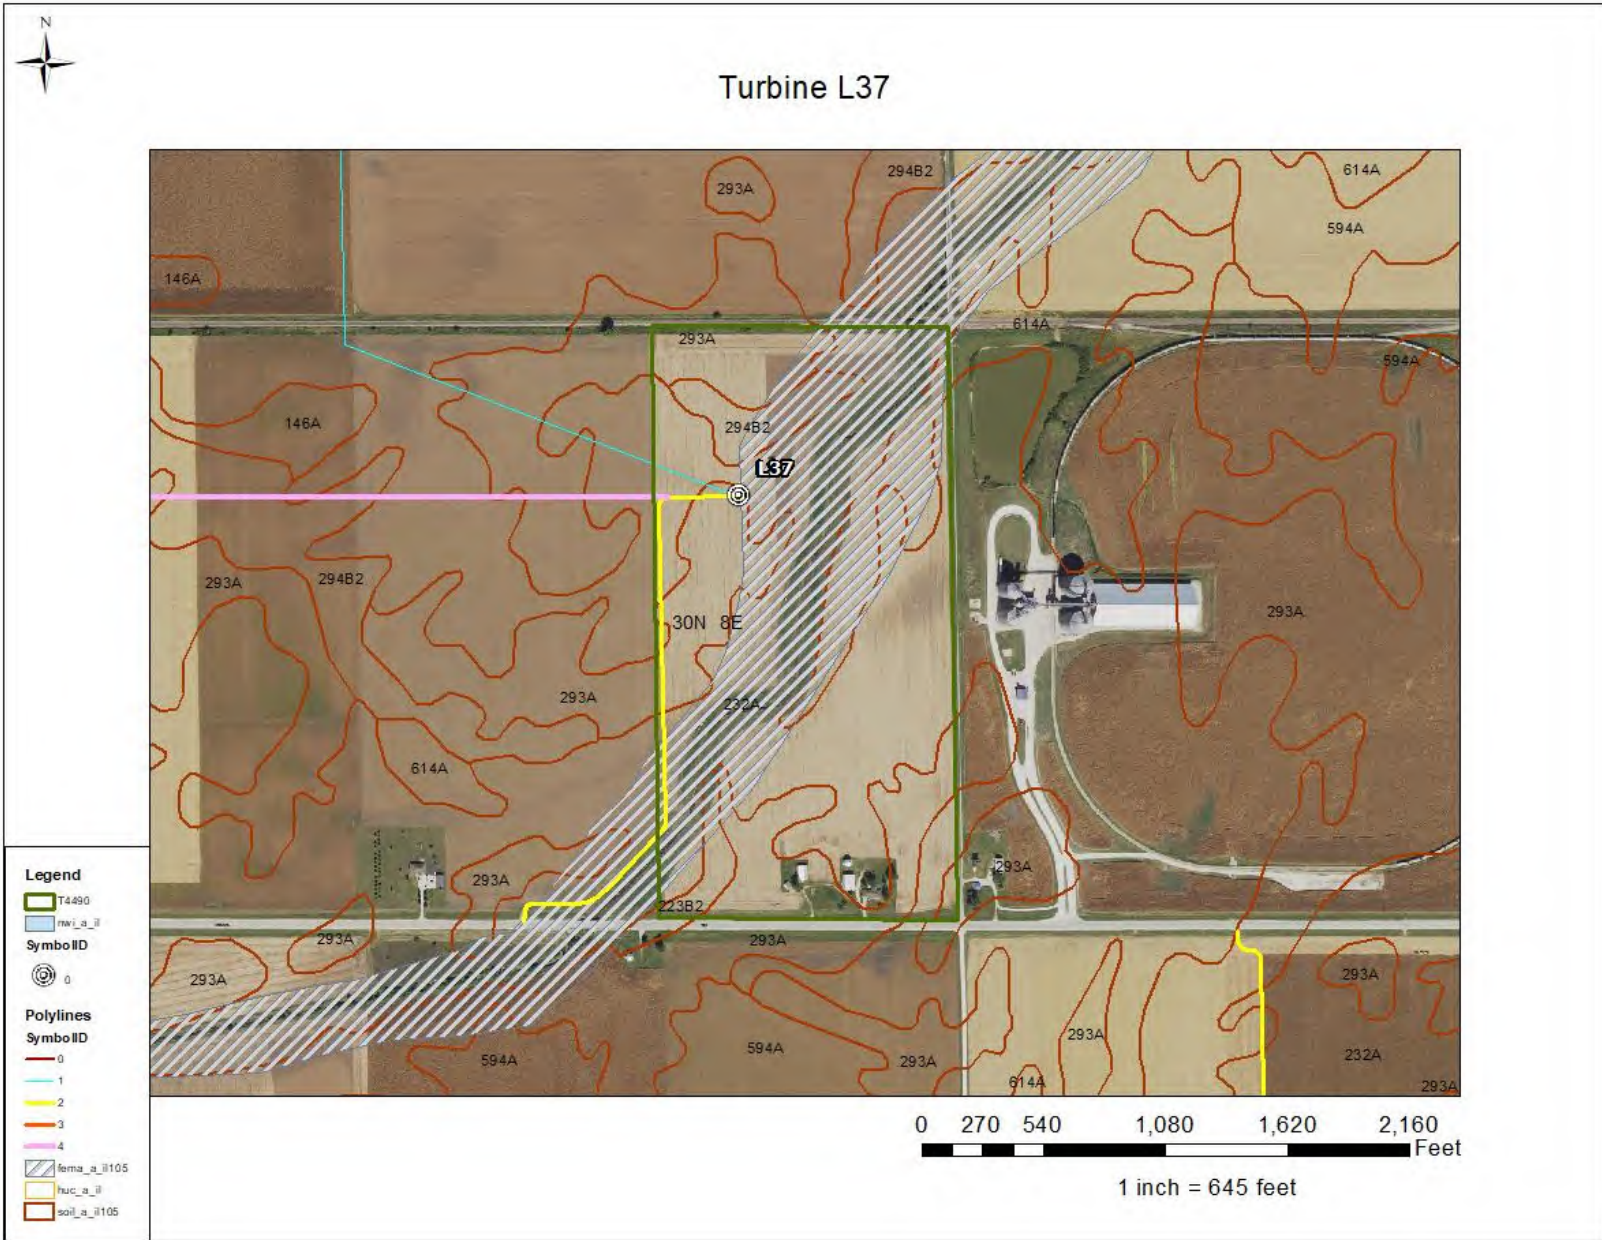 N
Turbine L37
294B2
614A
293A
594A
146A
614A
293A
594A
146A
294B2
L37
293A
294B2
293A
30N 8E
293A
232A
614A
293A
293A
223B2
293A
293A
293A
293A
293A
232A
594A
594A
293A
293A
614A
293A
Legend
T4490
nwi_a_il
SymbolID
0
Polylines
SymbolID
0
1
2
3
4
fema_a_il105
huc_a_il
soil_a_il105
0 270 540 1,080 1,620 2,160
Feet
1 inch = 645 feet